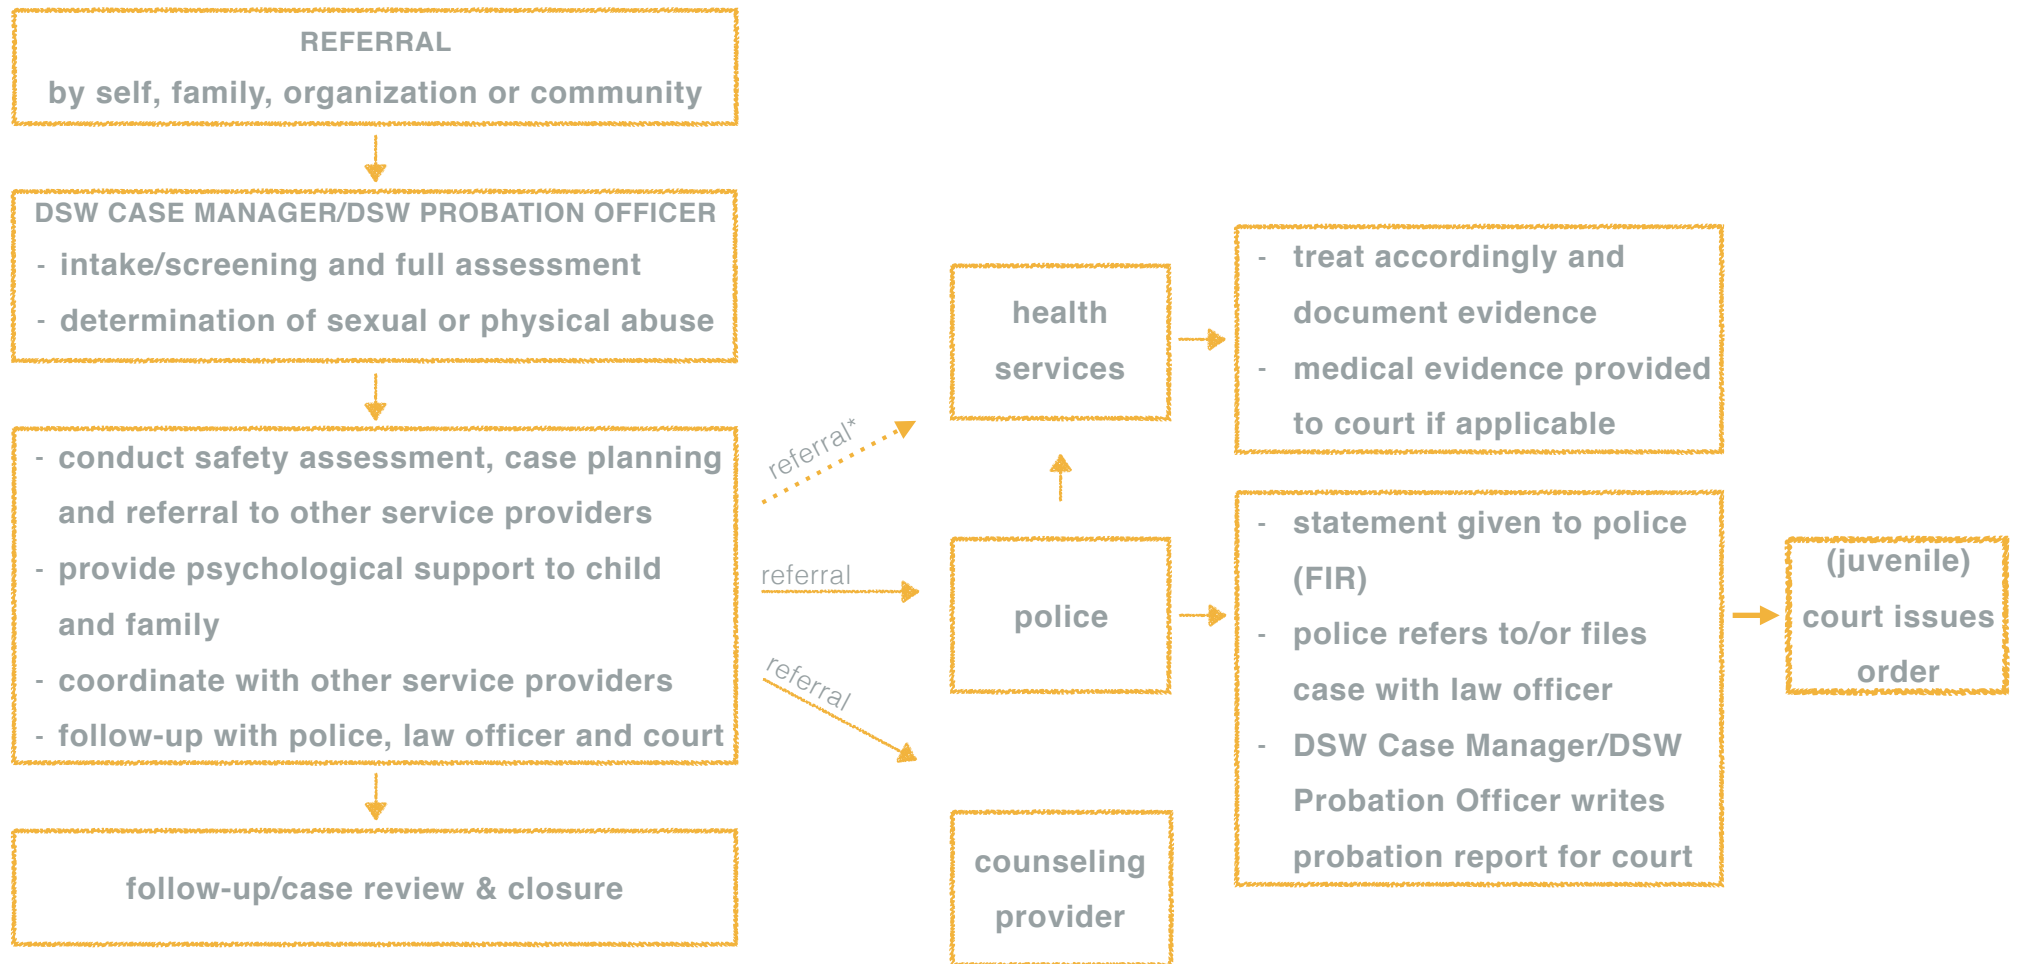 REFERRAL
by self, family, organization or community
DSW CASE MANAGER/DSW PROBATION OFFICER
- intake/screening and full assessment
- determination of sexual or physical abuse
- conduct safety assessment, case planning
and referral to other service providers
- provide psychological support to child
and family
- coordinate with other service providers
- follow-up with police, law officer and court
follow-up/case review & closure
referral*
referral
referral
health
services
police
counseling
provider
- treat accordingly and
document evidence
- medical evidence provided
to court if applicable
- statement given to police
(FIR)
- police refers to/or files
case with law officer
- DSW Case Manager/DSW
Probation Officer writes
probation report for court
(juvenile)
court issues
order